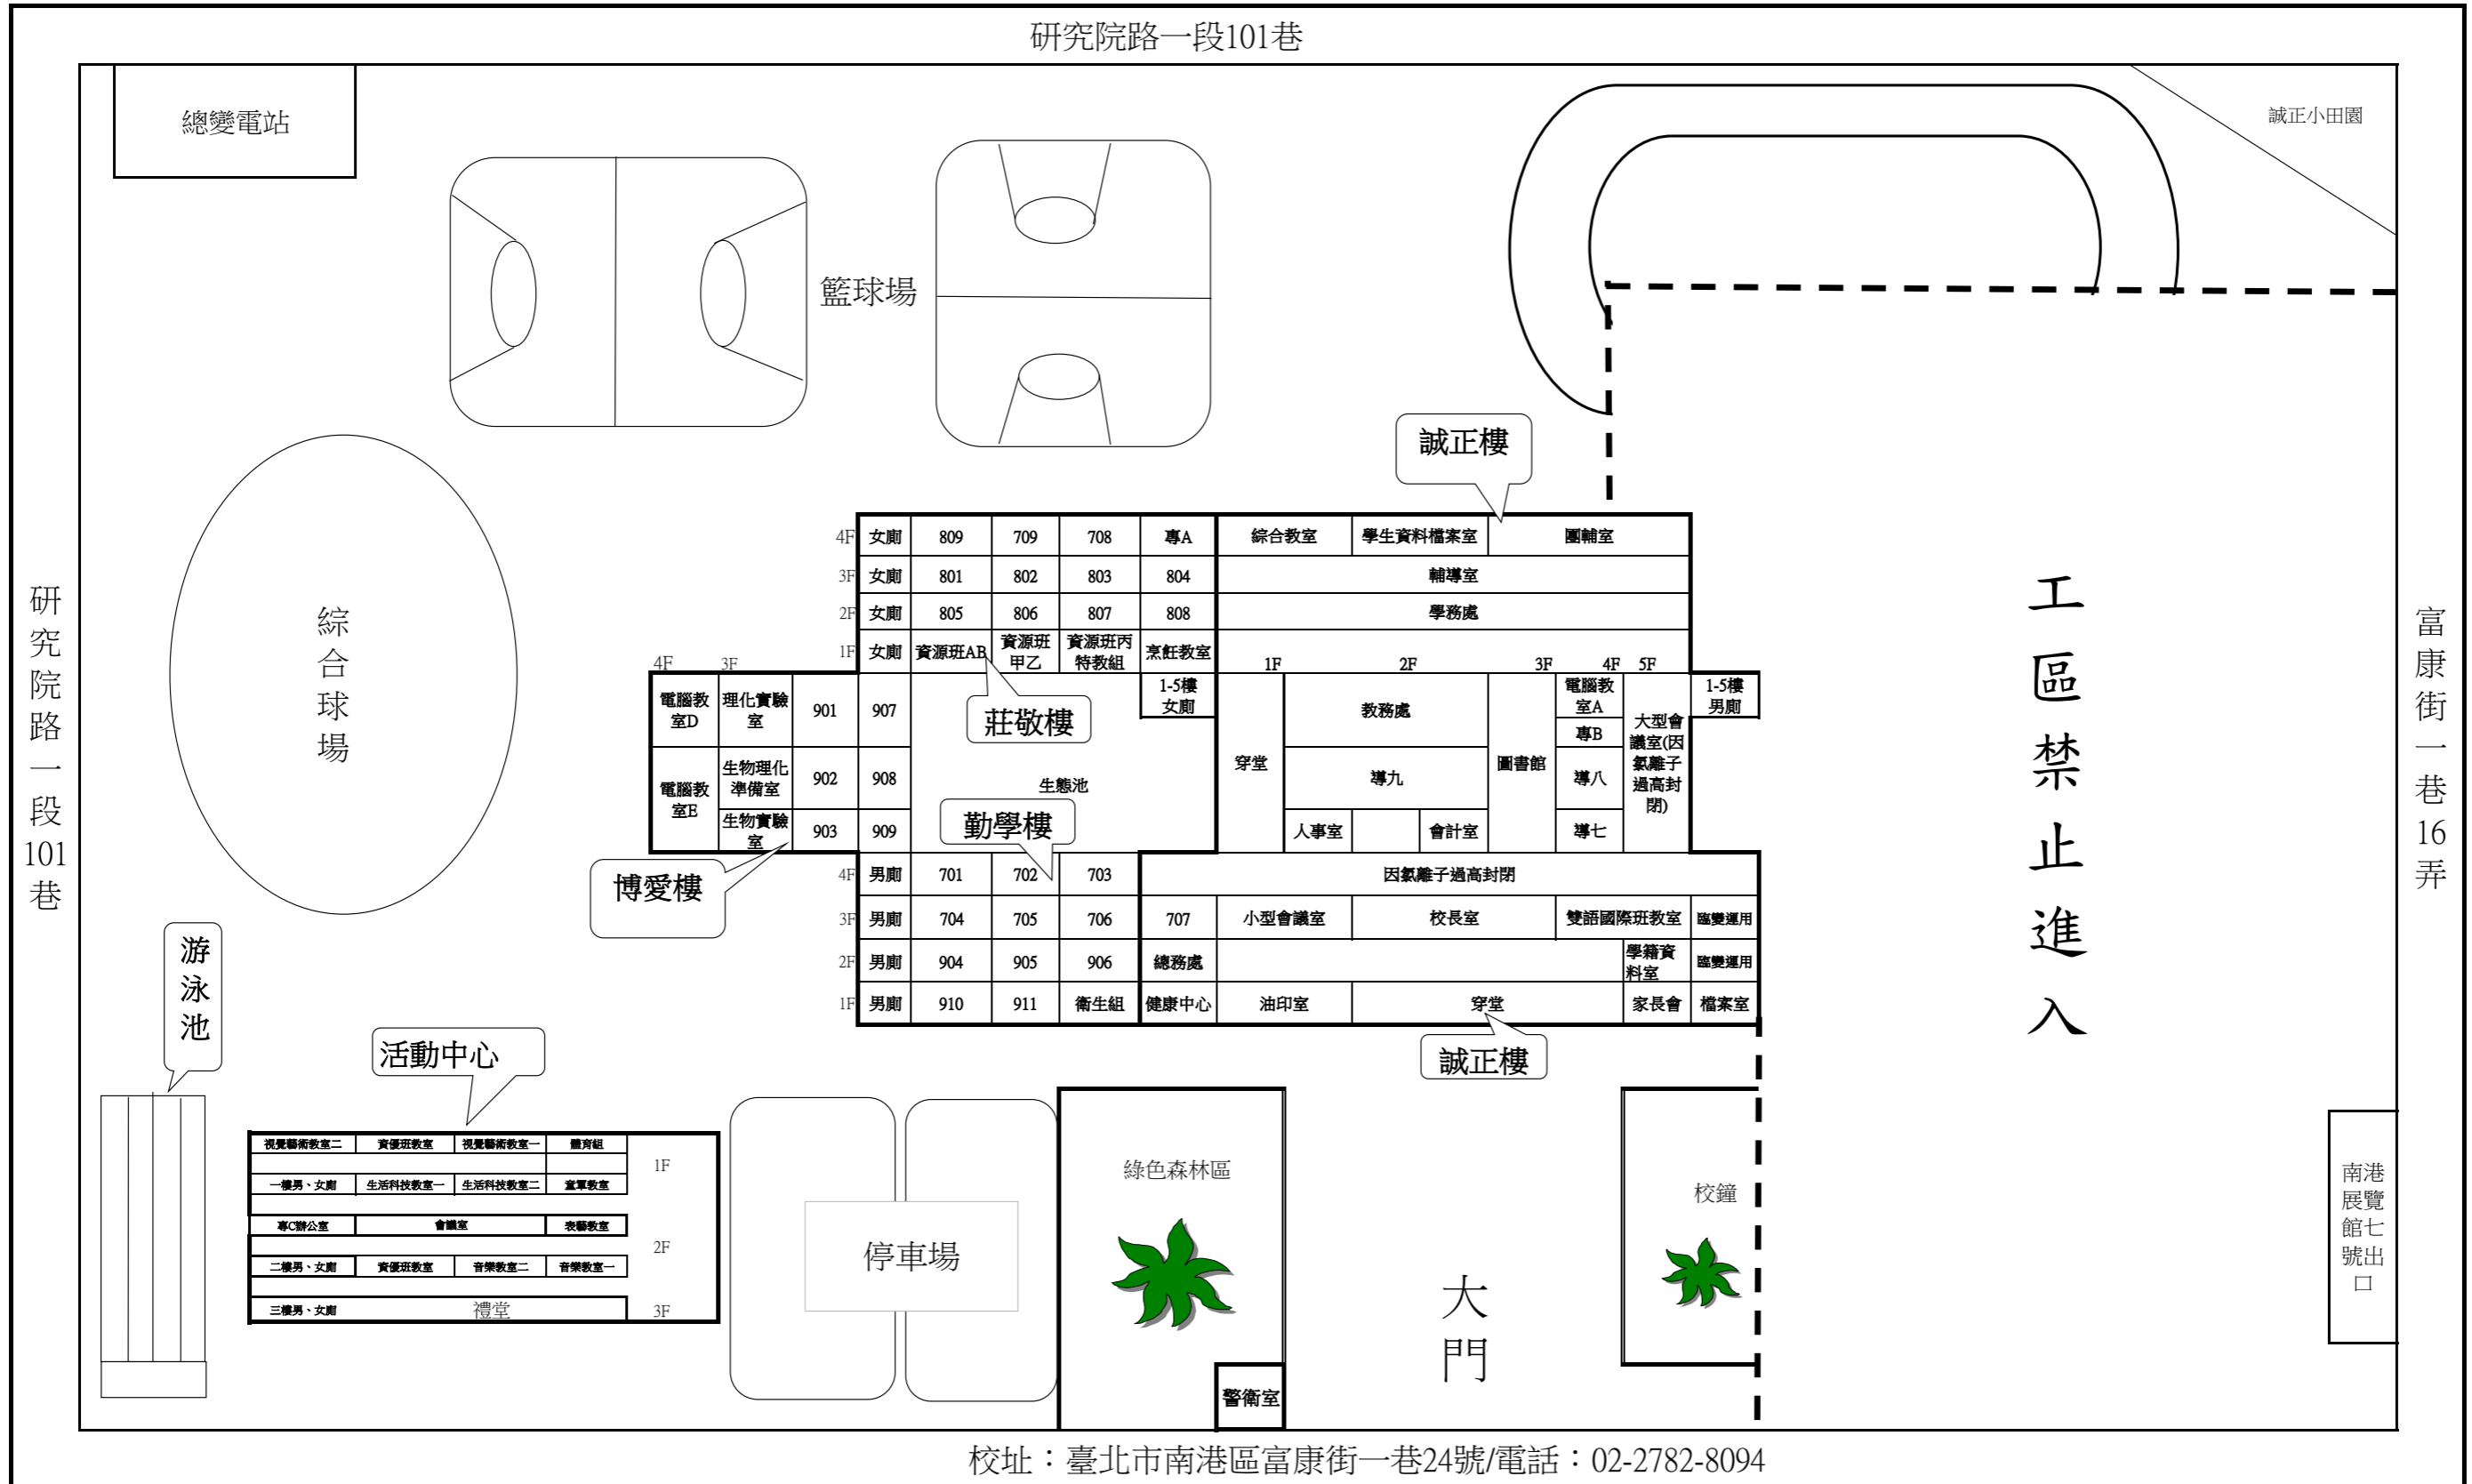 研究院路一段101巷
總變電站
誠正小田園
籃球場
誠正樓
4F 女廁 809 709 708 專A 綜合教室 學生資料檔案室 團輔室
3F 女廁 801 802 803 804 輔導室
2F 女廁 805 806 807 808 學務處
1F 女廁 資源班AB 資源班甲乙 資源班丙特教組 烹飪教室
4F 3F
1F 2F 3F 4F 5F
電腦教室D 理化實驗室 901 907
1-5樓女廁
教務處
電腦教室A
1-5樓男廁
莊敬樓
專B
大型會議室(因氯離子過高封閉)
電腦教室E 生物理化準備室 902 908
生態池
穿堂
導九
圖書館
導八
生物實驗室 903 909
勤學樓
人事室 會計室
導七
博愛樓
4F 男廁 701 702 703 因氯離子過高封閉
3F 男廁 704 705 706 707 小型會議室 校長室 雙語國際班教室 臨變運用
2F 男廁 904 905 906 總務處 學籍資料室 臨變運用
1F 男廁 910 911 衛生組 健康中心 油印室 穿堂 家長會 檔案室
誠正樓
研究院路一段101巷
綜合球場
工區禁止進入
富康街一巷16弄
游泳池
活動中心
視覺藝術教室二 資優班教室 視覺藝術教室一 體育組
1F
一樓男、女廁 生活科技教室一 生活科技教室二 童軍教室
專C辦公室 會議室 表藝教室
2F
二樓男、女廁 資優班教室 音樂教室二 音樂教室一
三樓男、女廁 禮堂 3F
停車場
綠色森林區
警衛室
大門
校鐘
南港展覽館七號出口
校址：臺北市南港區富康街一巷24號/電話：02-2782-8094